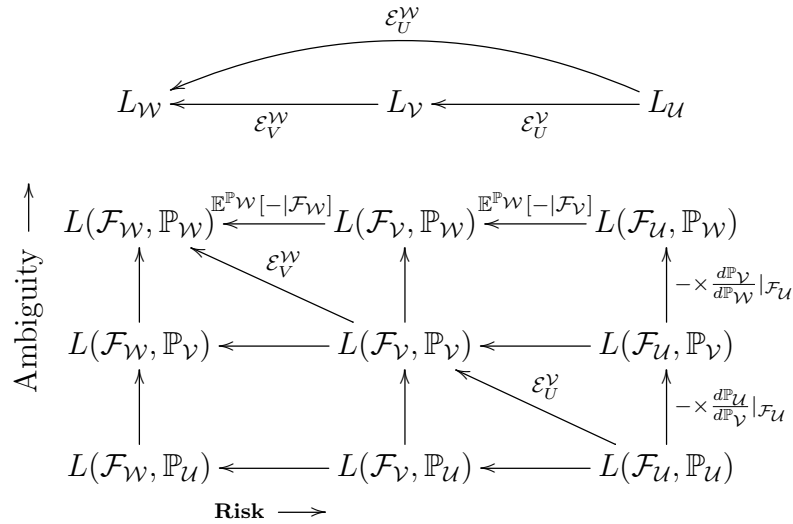 ℰ_U^𝒲
L_𝒲 L_𝒱 L_𝒰
ℰ_V^𝒲 ℰ_U^𝒱
𝔼^{ℙ_𝒲}[−|ℱ_𝒲] 𝔼^{ℙ_𝒲}[−|ℱ_𝒱]
L(ℱ_𝒲, ℙ_𝒲) L(ℱ_𝒱, ℙ_𝒲) L(ℱ_𝒰, ℙ_𝒲)
ℰ_V^𝒲
− × dℙ_𝒱/dℙ_𝒲 |_{ℱ_𝒰}
Ambiguity
L(ℱ_𝒲, ℙ_𝒱) L(ℱ_𝒱, ℙ_𝒱) L(ℱ_𝒰, ℙ_𝒱)
ℰ_U^𝒱
− × dℙ_𝒰/dℙ_𝒱 |_{ℱ_𝒰}
L(ℱ_𝒲, ℙ_𝒰) L(ℱ_𝒱, ℙ_𝒰) L(ℱ_𝒰, ℙ_𝒰)
Risk